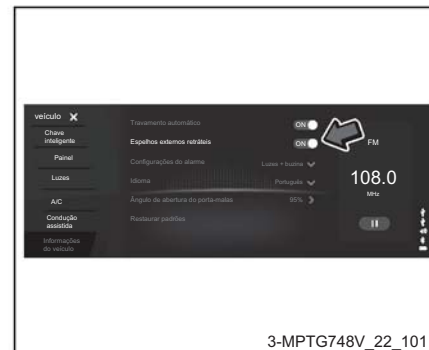 veículo
Chave
inteligente
Painel
Luzes
A/C
Condução
assistida
Informações
do veículo
Travamento automático ON
Espelhos externos retráteis ON
Configurações do alarme Luzes + buzina
Idioma Português
Ângulo de abertura do porta-malas 95%
Restaurar padrões
FM
108.0
MHz
3-MPTG748V_22_101